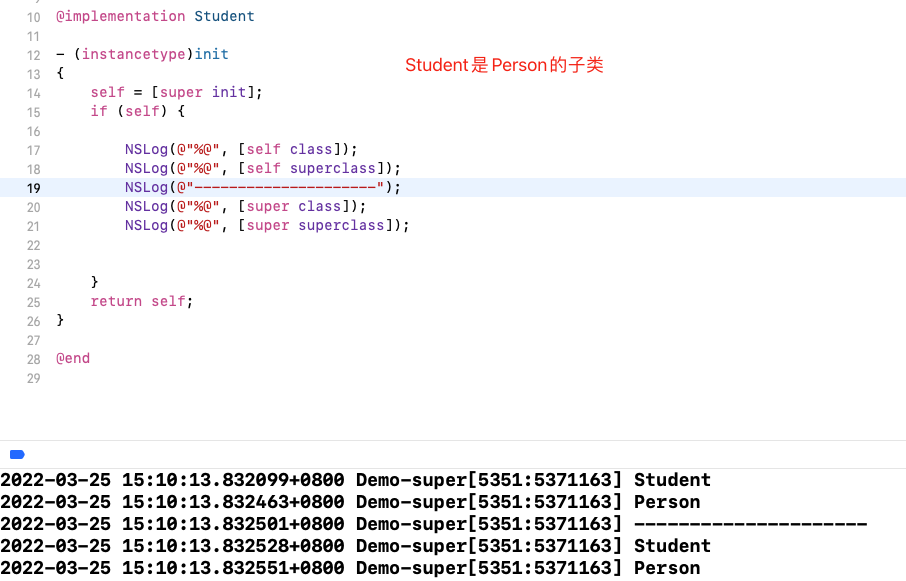 10 @implementation Student
11
12 - (instancetype)init
Student是Person的子类
13 {
14     self = [super init];
15     if (self) {
16
17         NSLog(@"%@", [self class]);
18         NSLog(@"%@", [self superclass]);
19         NSLog(@"---------------------");
20         NSLog(@"%@", [super class]);
21         NSLog(@"%@", [super superclass]);
22
23
24     }
25     return self;
26 }
27
28 @end
29
2022-03-25 15:10:13.832099+0800 Demo-super[5351:5371163] Student
2022-03-25 15:10:13.832463+0800 Demo-super[5351:5371163] Person
2022-03-25 15:10:13.832501+0800 Demo-super[5351:5371163] ---------------------
2022-03-25 15:10:13.832528+0800 Demo-super[5351:5371163] Student
2022-03-25 15:10:13.832551+0800 Demo-super[5351:5371163] Person